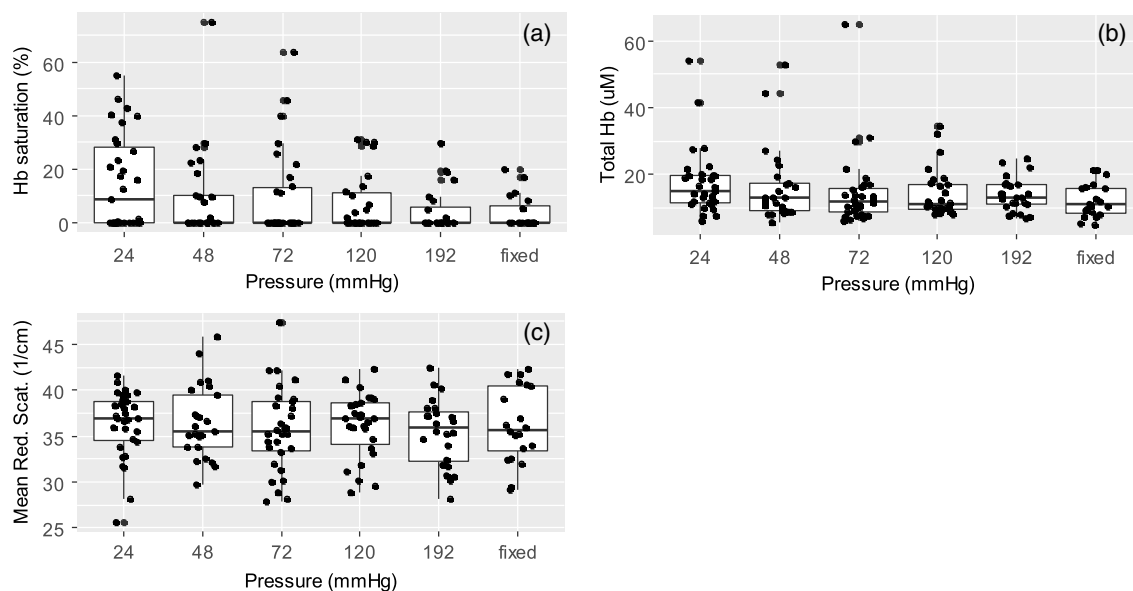 (a)
Hb saturation (%)
80
60
40
20
0
24 48 72 120 192 fixed
Pressure (mmHg)
(b)
Total Hb (uM)
60
40
20
24 48 72 120 192 fixed
Pressure (mmHg)
(c)
Mean Red. Scat. (1/cm)
45
40
35
30
25
24 48 72 120 192 fixed
Pressure (mmHg)